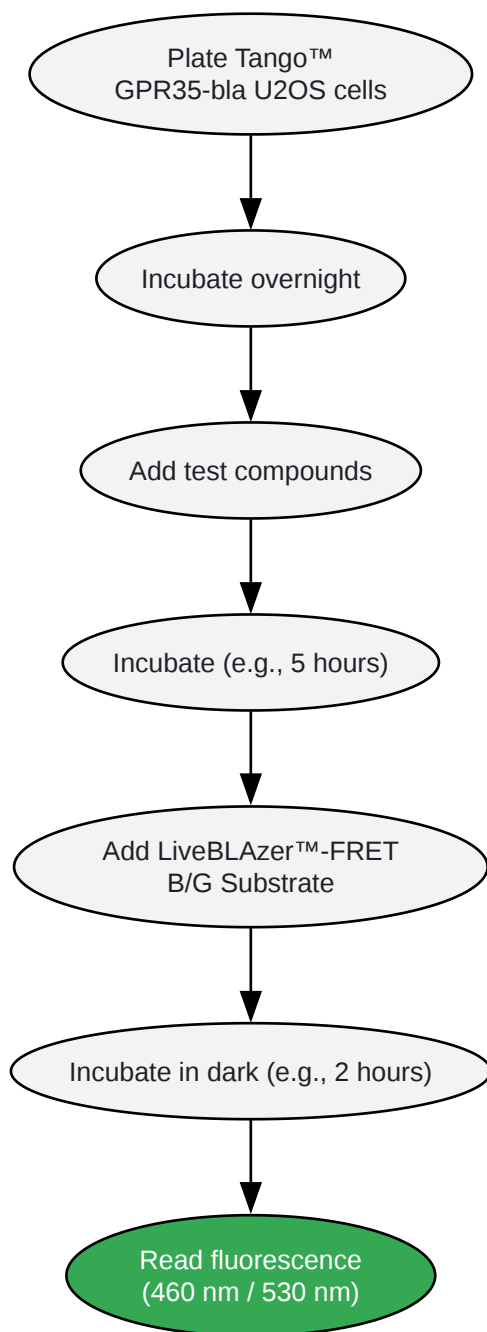 Plate Tango™
GPR35-bla U2OS cells
Incubate overnight
Add test compounds
Incubate (e.g., 5 hours)
Add LiveBLAzer™-FRET
B/G Substrate
Incubate in dark (e.g., 2 hours)
Read fluorescence
(460 nm / 530 nm)